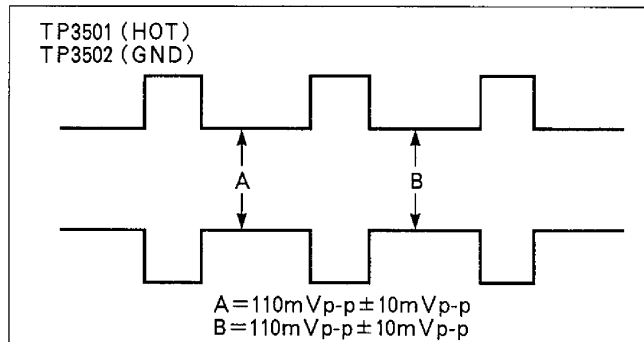 TP3501 (HOT)
TP3502 (GND)
A
B
A=110mVp-p±10mVp-p
B=110mVp-p±10mVp-p